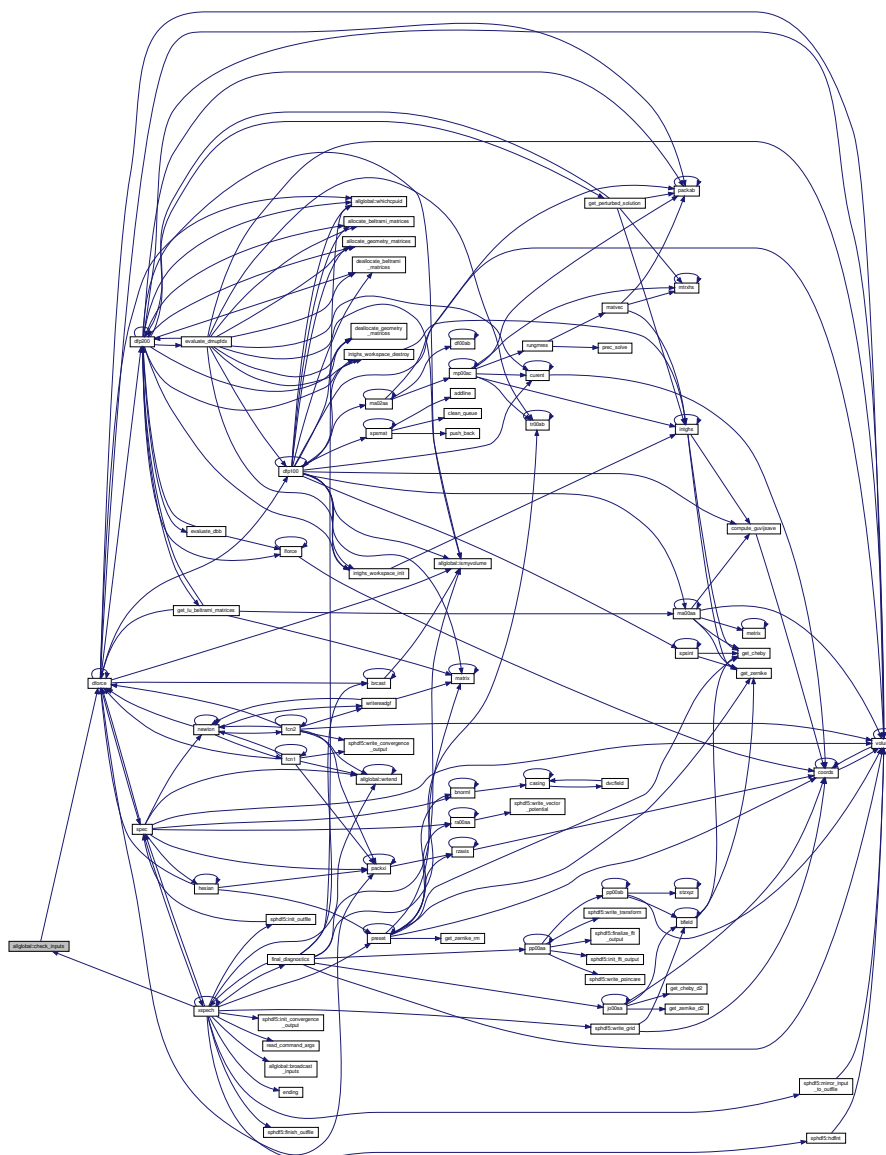 packab
allglobal::whichcpuid
get_perturbed_solution
allocate_beltrami_matrices
allocate_geometry_matrices
deallocate_beltrami
_matrices
mtrxhs
matvec
deallocate_geometry
_matrices
dfp200
evaluate_dmupfdx
df00ab
rungmres
prec_solve
intghs_workspace_destroy
mp00ac
curent
addline
ma02aa
clean_queue
tr00ab
intghs
spsmat
push_back
dfp100
evaluate_dbb
compute_guvijsave
lforce
allglobal::ismyvolume
intghs_workspace_init
get_lu_beltrami_matrices
ma00aa
metrix
spsint
get_cheby
get_zernike
matrix
dforce
brcast
writereadgf
newton
fcn2
sphdf5::write_convergence
_output
fcn1
coords
allglobal::writend
casing
dvcfield
bnorml
sphdf5::write_vector
_potential
ra00aa
spec
rzaxis
packxi
hesian
pp00ab
stzxyz
sphdf5::write_transform
sphdf5::init_outfile
bfield
preset
get_zernike_rm
sphdf5::finalize_flt
_output
allglobal::check_inputs
pp00aa
final_diagnostics
sphdf5::init_flt_output
sphdf5::write_poincare
get_cheby_d2
xspech
jo00aa
get_zernike_d2
sphdf5::init_convergence
_output
sphdf5::write_grid
read_command_args
allglobal::broadcast
_inputs
sphdf5::mirror_input
_to_outfile
ending
sphdf5::finish_outfile
sphdf5::hdfint